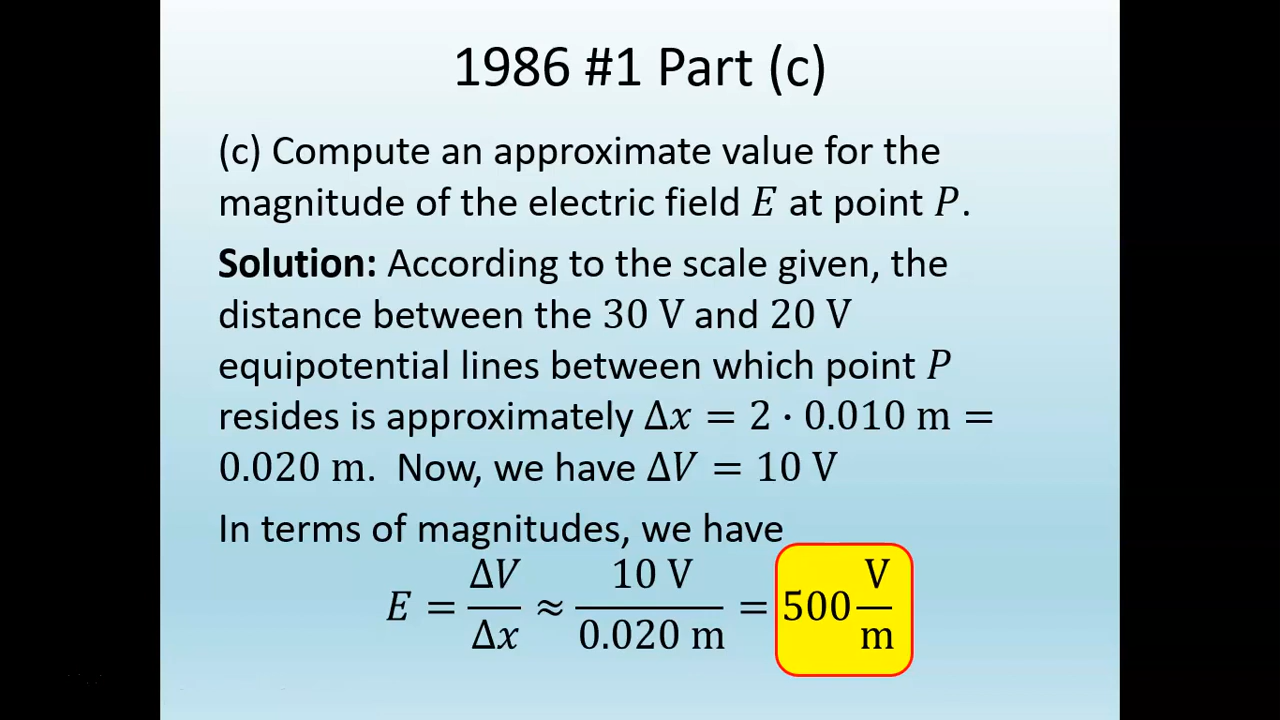 1986 #1 Part (c)
(c) Compute an approximate value for the
magnitude of the electric field E at point P.
Solution: According to the scale given, the
distance between the 30 V and 20 V
equipotential lines between which point P
resides is approximately Δx = 2 · 0.010 m =
0.020 m. Now, we have ΔV = 10 V
In terms of magnitudes, we have
E = ΔV/Δx ≈ 10 V/0.020 m = 500 V/m